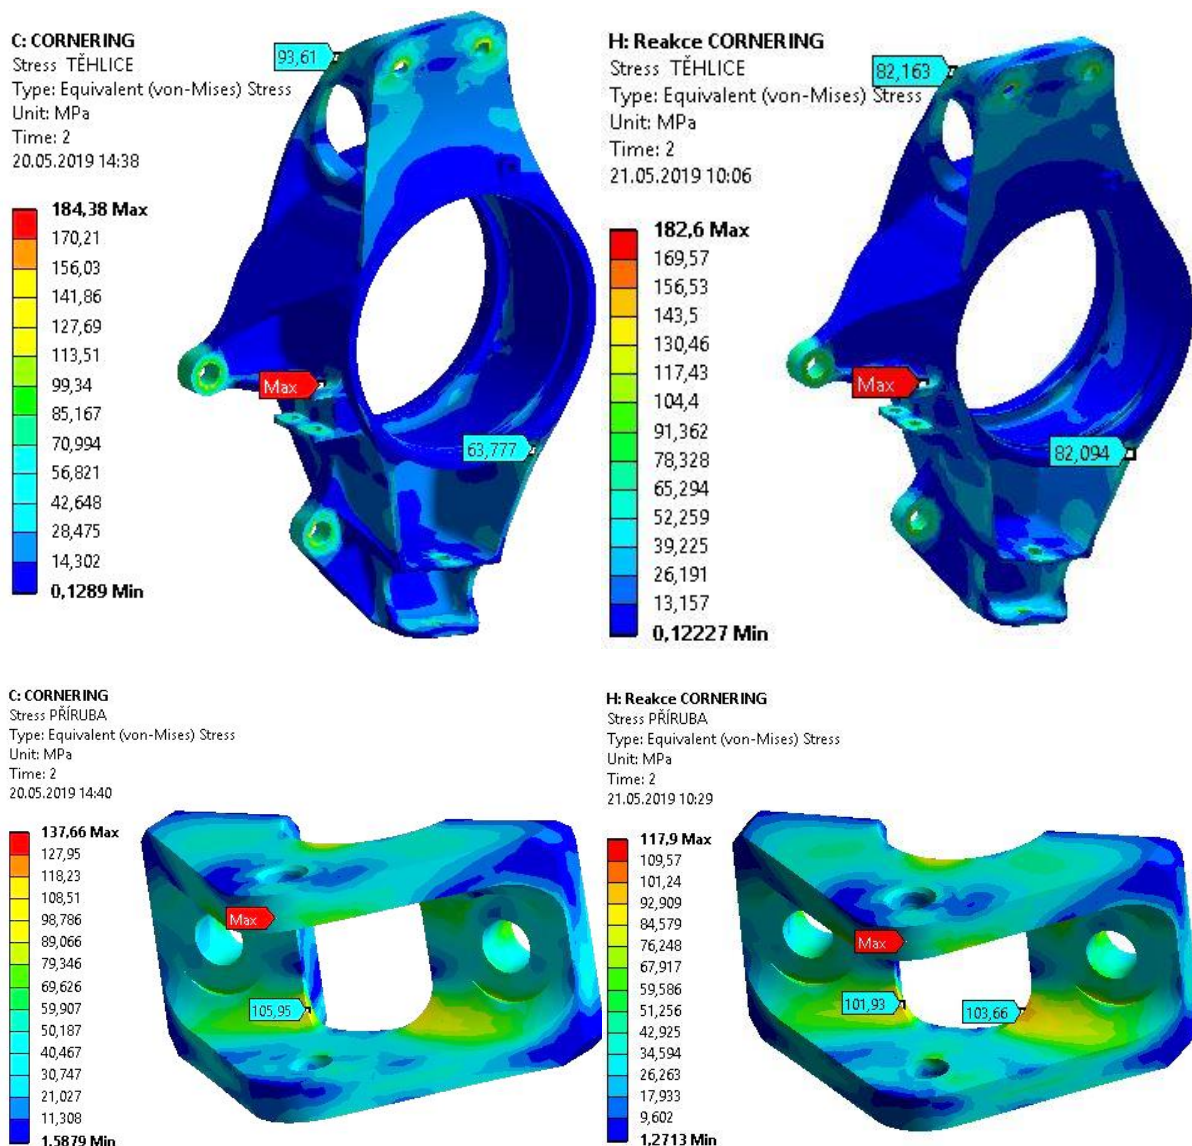 C: CORNERING
Stress TĚHLICE
Type: Equivalent (von-Mises) Stress
Unit: MPa
Time: 2
20.05.2019 14:38
184,38 Max
170,21
156,03
141,86
127,69
113,51
99,34
85,167
70,994
56,821
42,648
28,475
14,302
0,1289 Min
93,61
Max
63,777
H: Reakce CORNERING
Stress TĚHLICE
Type: Equivalent (von-Mises) Stress
Unit: MPa
Time: 2
21.05.2019 10:06
182,6 Max
169,57
156,53
143,5
130,46
117,43
104,4
91,362
78,328
65,294
52,259
39,225
26,191
13,157
0,12227 Min
82,163
Max
82,094
C: CORNERING
Stress PŘÍRUBA
Type: Equivalent (von-Mises) Stress
Unit: MPa
Time: 2
20.05.2019 14:40
137,66 Max
127,95
118,23
108,51
98,786
89,066
79,346
69,626
59,907
50,187
40,467
30,747
21,027
11,308
1,5879 Min
Max
105,95
H: Reakce CORNERING
Stress PŘÍRUBA
Type: Equivalent (von-Mises) Stress
Unit: MPa
Time: 2
21.05.2019 10:29
117,9 Max
109,57
101,24
92,909
84,579
76,248
67,917
59,586
51,256
42,925
34,594
26,263
17,933
9,602
1,2713 Min
Max
101,93
103,66